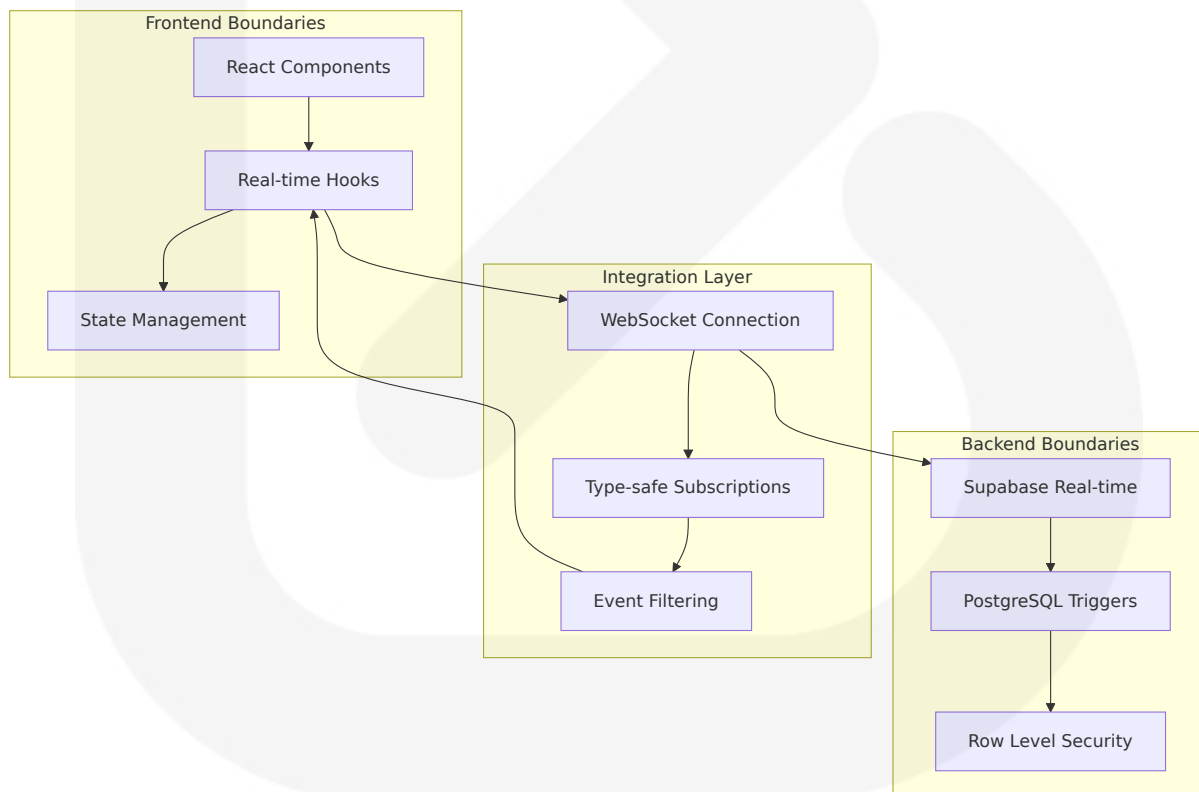 Frontend Boundaries
React Components
Real-time Hooks
State Management
Integration Layer
WebSocket Connection
Type-safe Subscriptions
Event Filtering
Backend Boundaries
Supabase Real-time
PostgreSQL Triggers
Row Level Security